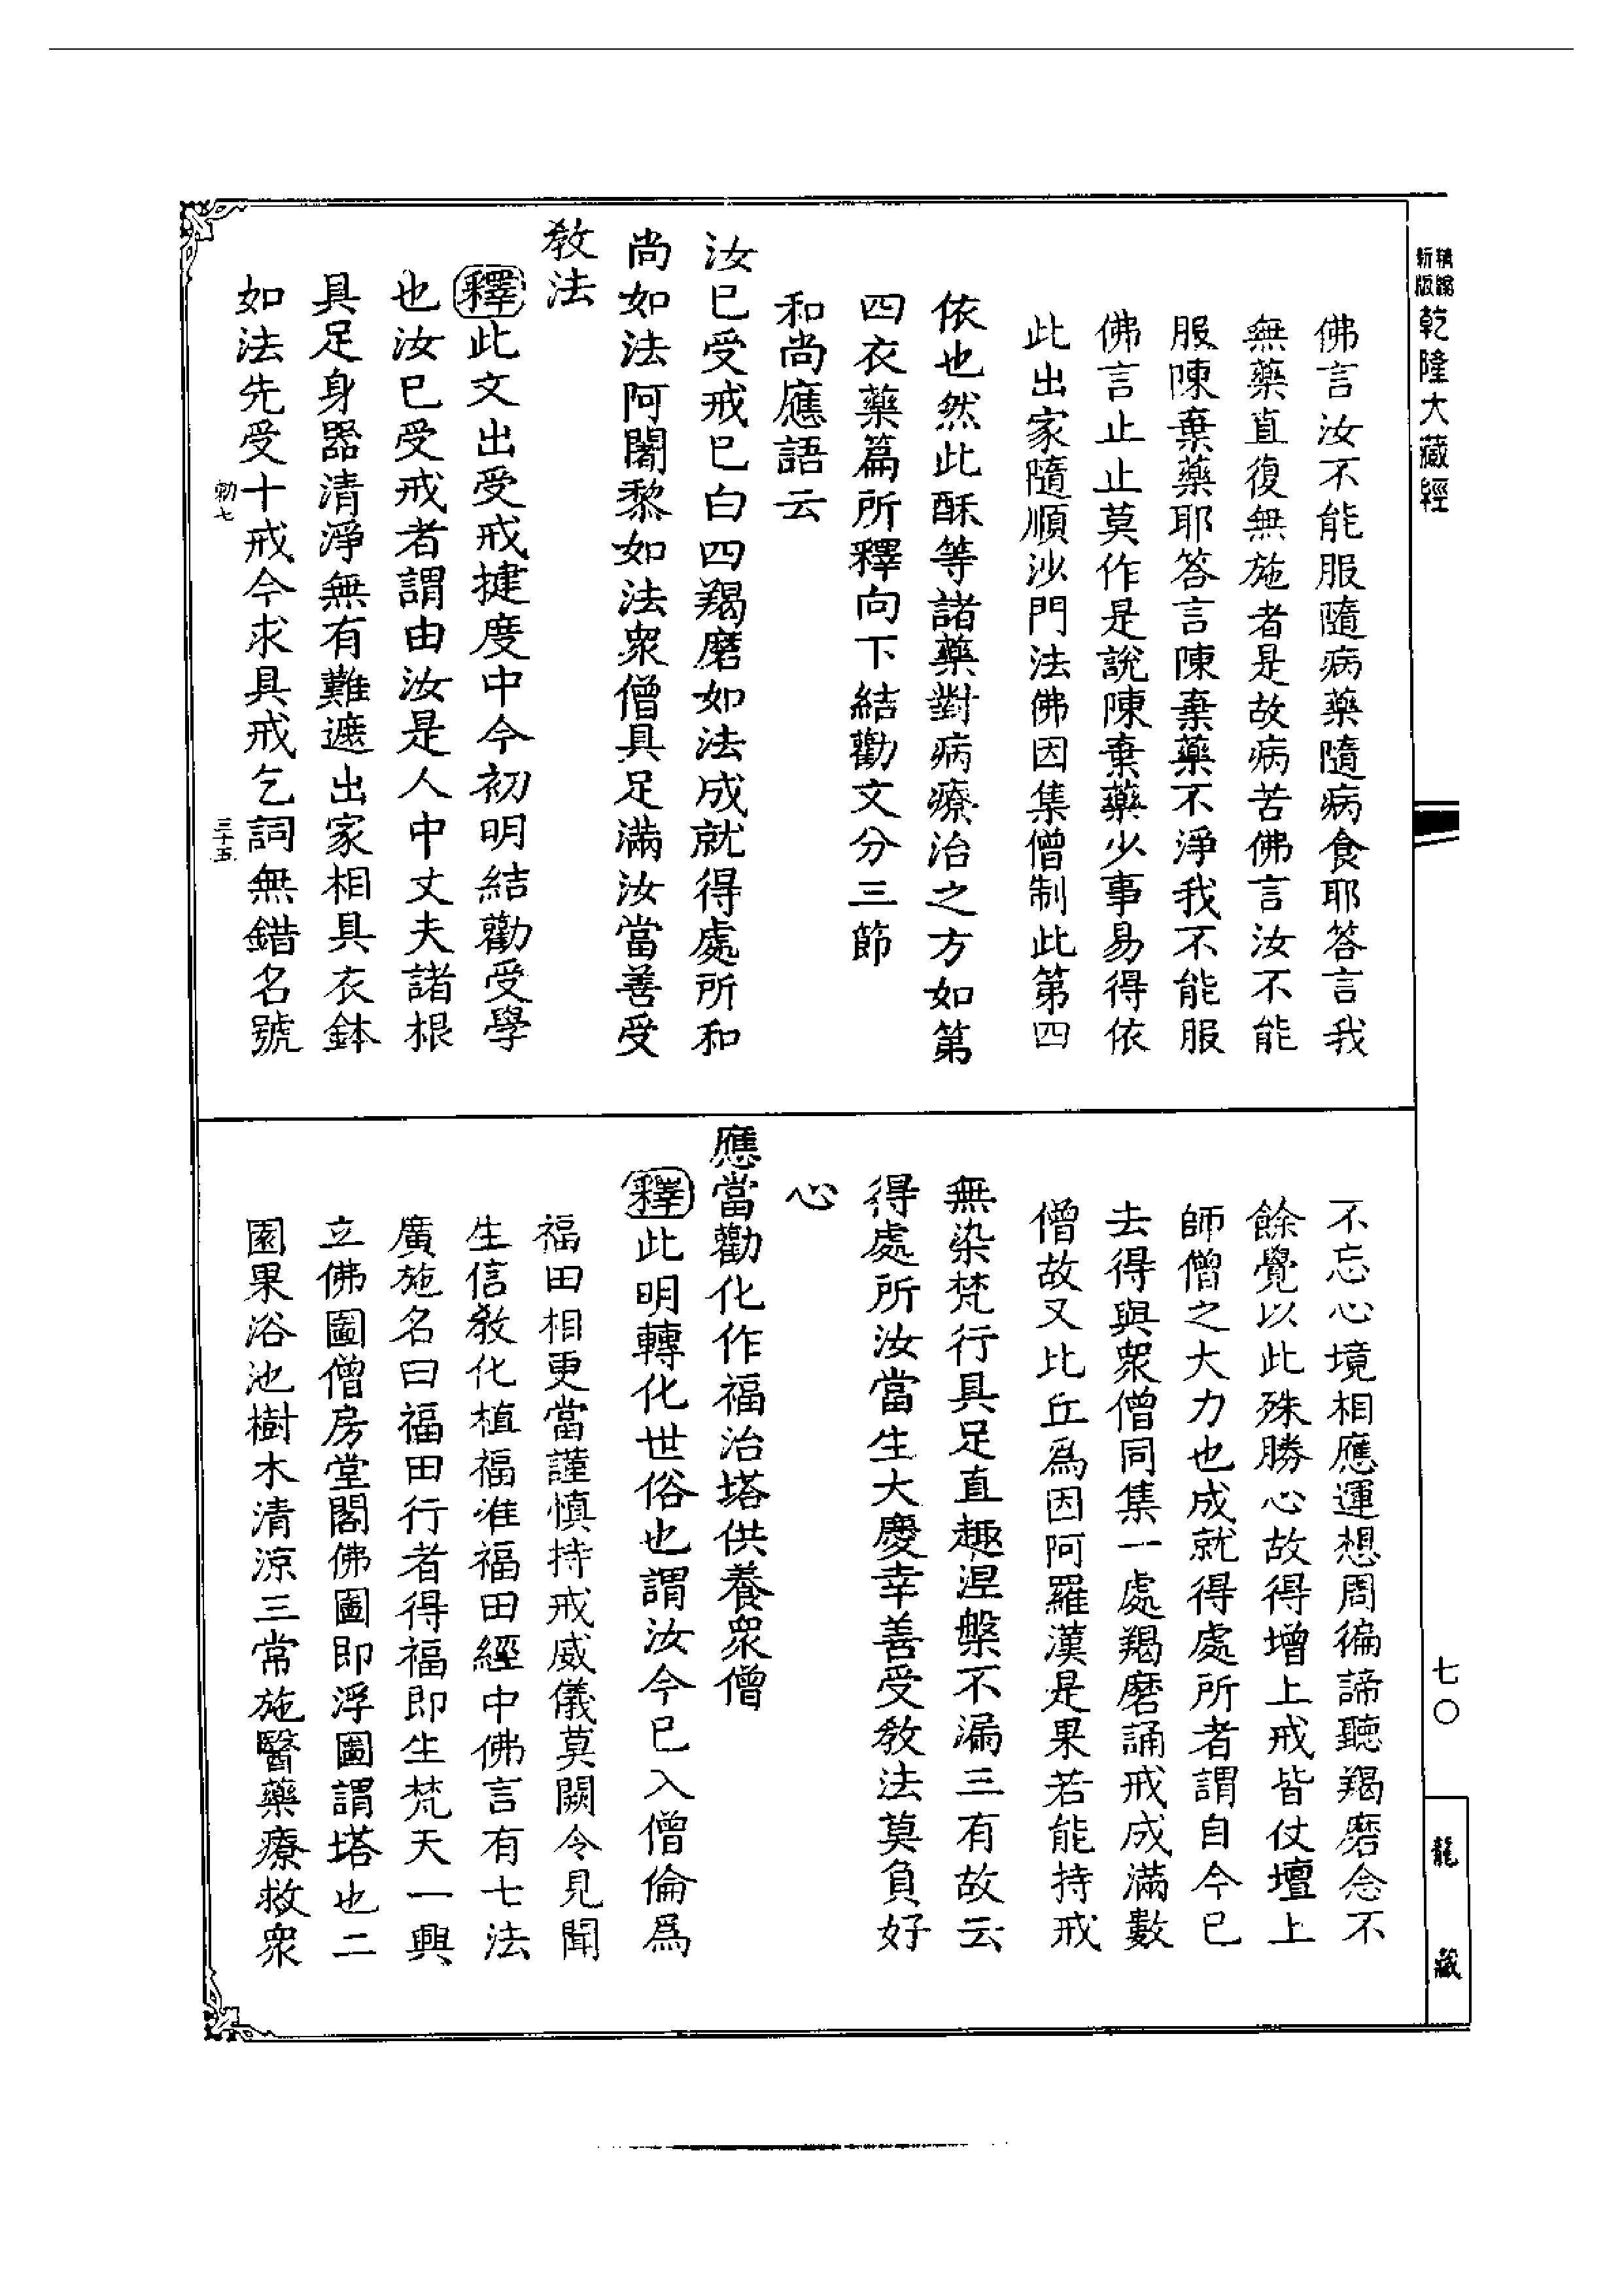 精編
新版
乾隆大藏經
佛言汝不能服隨病藥隨病食耶答言我
無藥直復無施者是故病苦佛言汝不能
服陳棄藥耶答言陳棄藥不淨我不能服
佛言止止莫作是說陳棄藥少事易得依
此出家隨順沙門法佛因集僧制此第四
依也然此酥等諸藥對病療治之方如第
四衣藥篇所釋向下結勸文分三節
和尚應語云
汝已受戒已白四羯磨如法成就得處所和
尚如法阿闍黎如法眾僧具足滿汝當善受
教法
釋此文出受戒揵度中今初明結勸受學
也汝已受戒者謂由汝是人中丈夫諸根
具足身器清淨無有難遮出家相具衣鉢
如法先受十戒今求具戒乞詞無錯名號
勑七
三十五
不忘心境相應運想周徧諦聽羯磨念不
餘覺以此殊勝心故得增上戒皆仗壇上
師僧之大力也成就得處所者謂自今已
去得與眾僧同集一處羯磨誦戒成滿數
僧故又比丘為因阿羅漢是果若能持戒
無染梵行具足直趣涅槃不漏三有故云
得處所汝當生大慶幸善受教法莫負好
心
應當勸化作福治塔供養眾僧
釋此明轉化世俗也謂汝今已入僧倫為
福田相更當謹慎持戒威儀莫闕令見聞
生信教化植福准福田經中佛言有七法
廣施名曰福田行者得福即生梵天一興
立佛圖僧房堂閣佛圖即浮圖謂塔也二
園果浴池樹木清涼三常施醫藥療救眾
七〇
龍藏